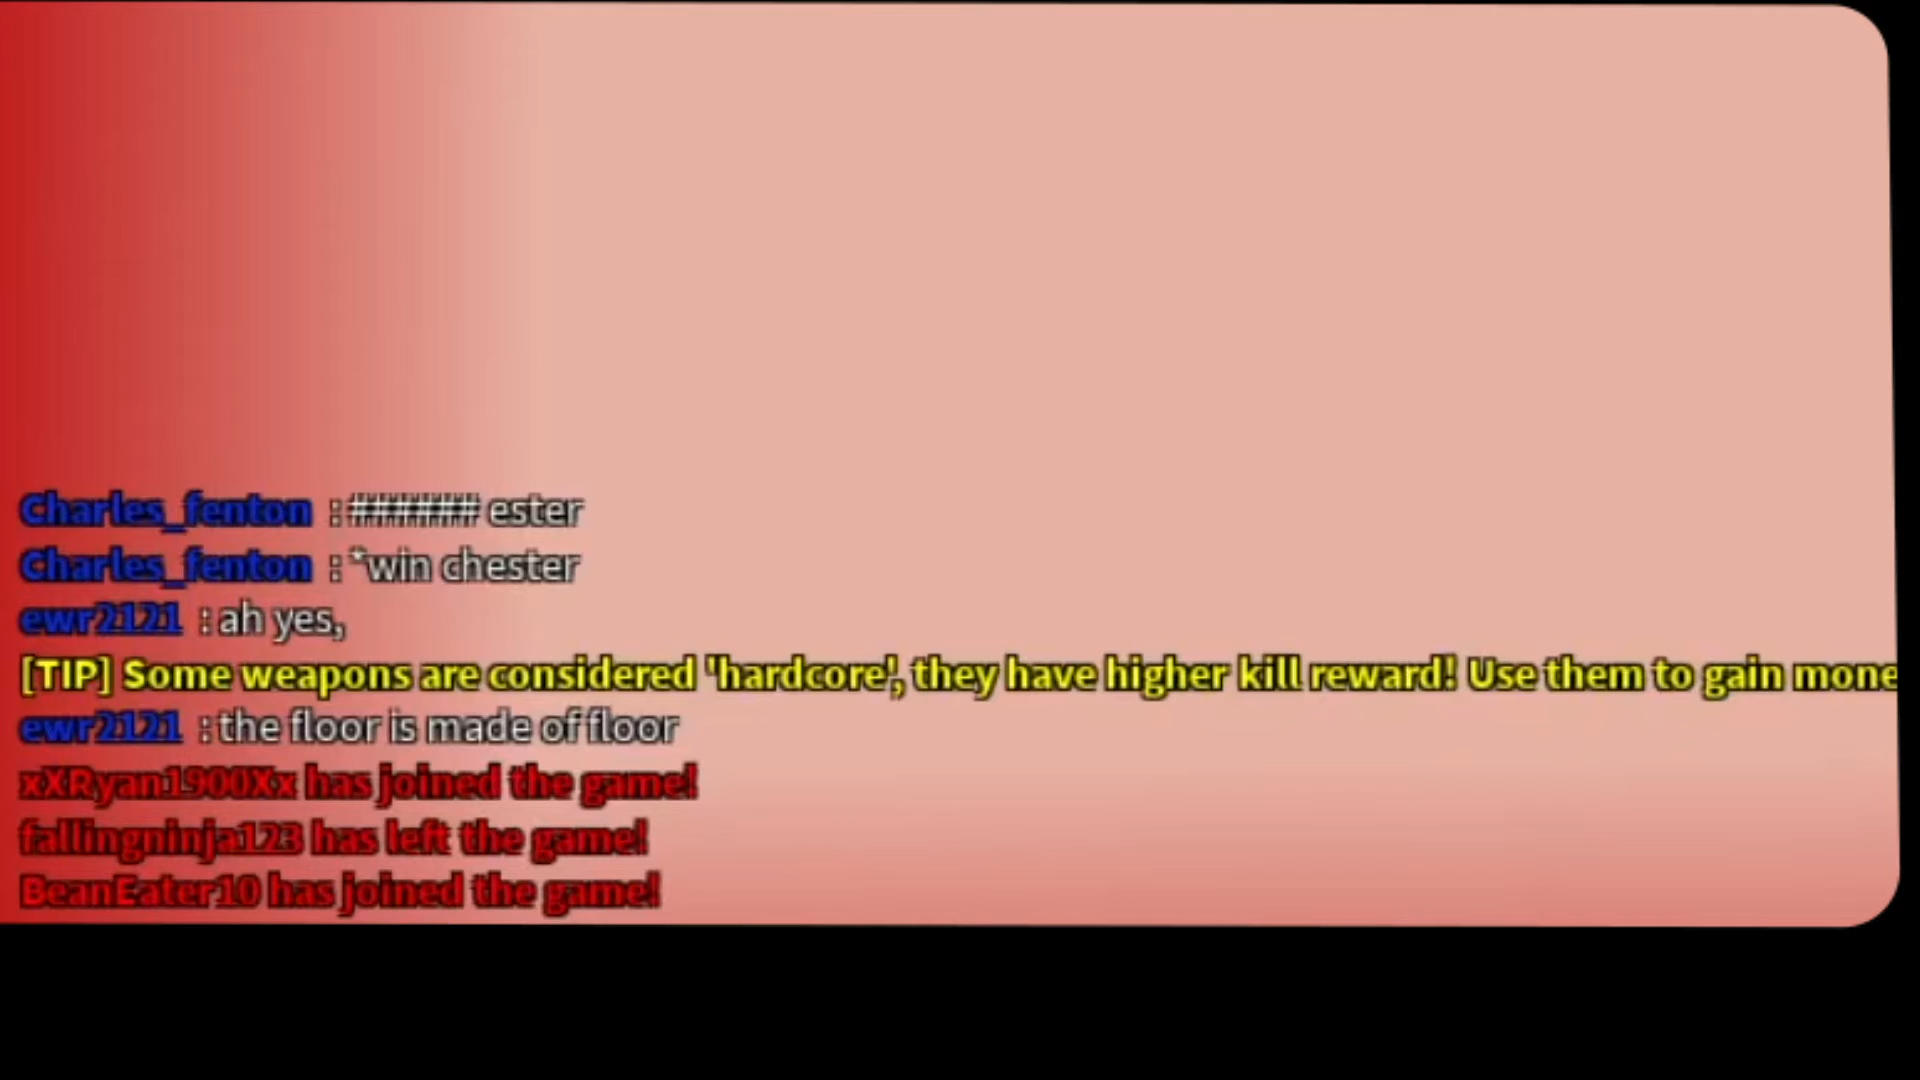 Charles_fenton : ###### ester
Charles_fenton : *win chester
ewr2121 : ah yes,
[TIP] Some weapons are considered 'hardcore', they have higher kill reward! Use them to gain mone
ewr2121 : the floor is made of floor
xXRyan1900Xx has joined the game!
fallingninja123 has left the game!
BeanEater10 has joined the game!